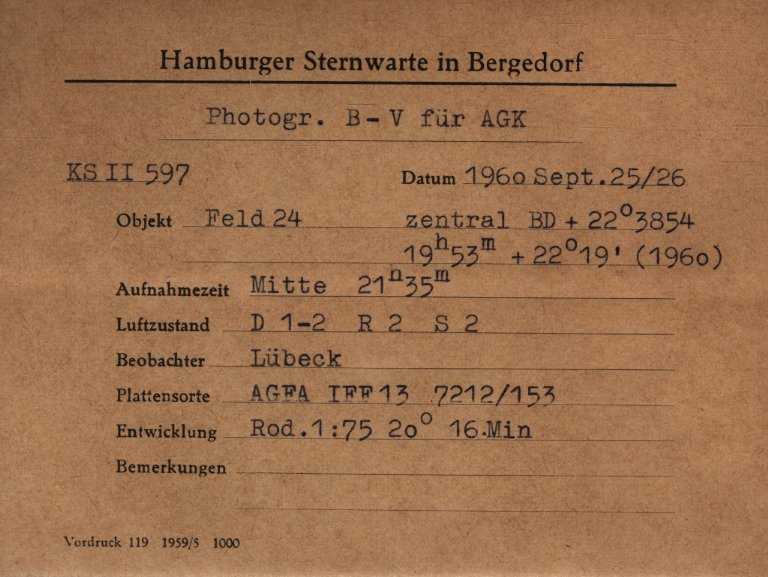 Hamburger Sternwarte in Bergedorf
Photogr. B-V für AGK
KS II 597 Datum 1960 Sept.25/26
Objekt Feld 24 zentral BD + 22°3854
19h53m + 22°19' (1960)
Aufnahmezeit Mitte 21h35m
Luftzustand D 1-2 R 2 S 2
Beobachter Lübeck
Plattensorte AGFA IFF13 7212/153
Entwicklung Rod.1:75 20° 16.Min
Bemerkungen
Vordruck 119 1959/5 1000